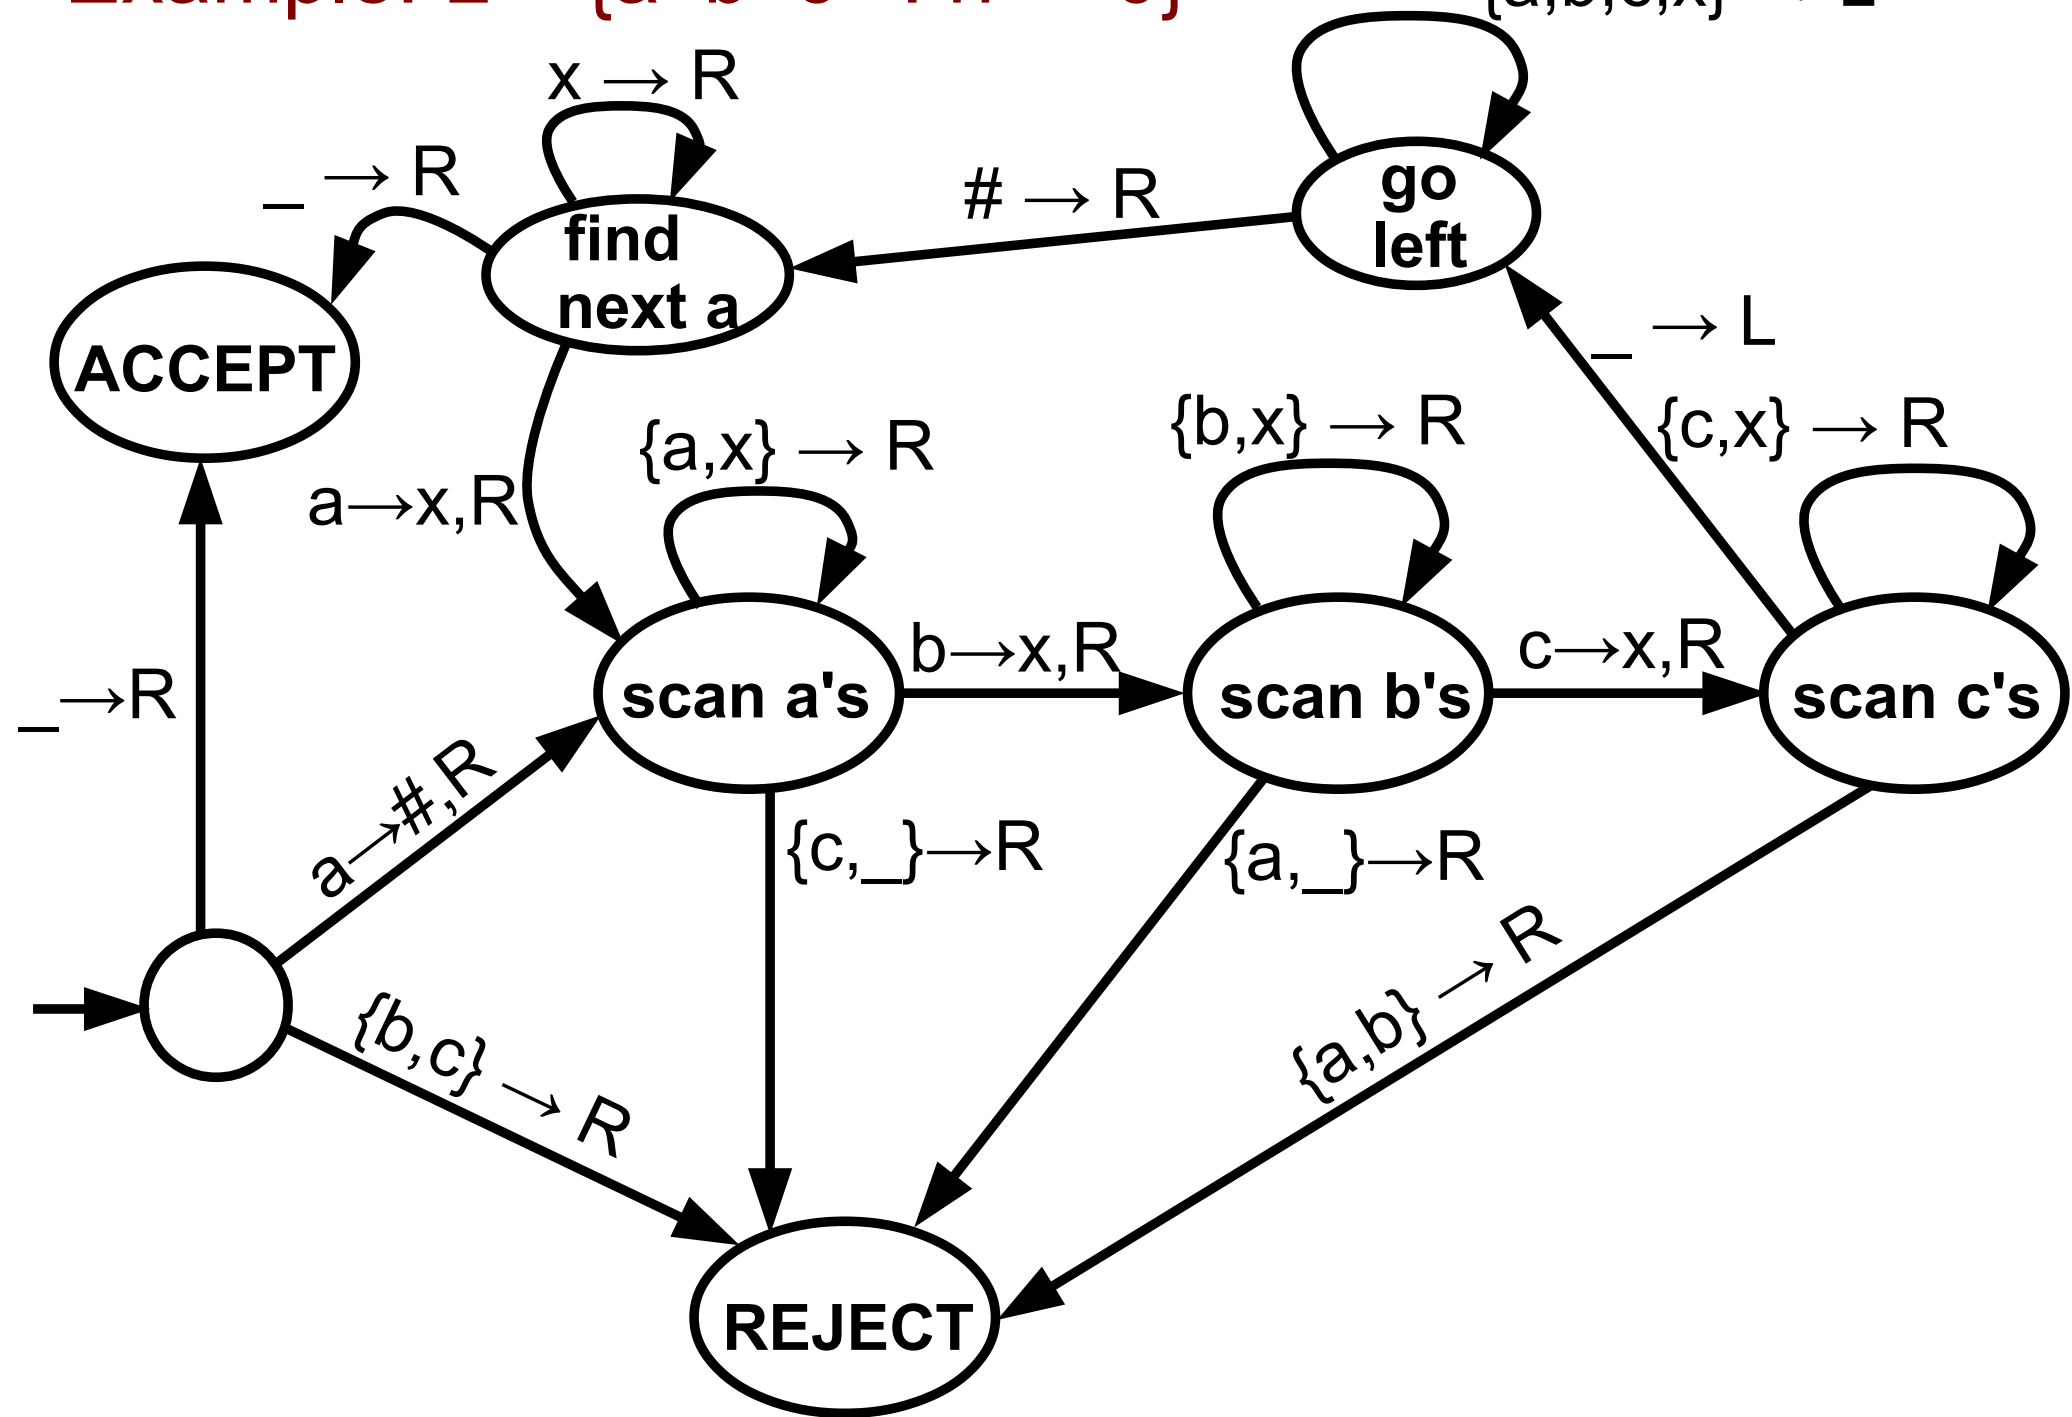 x → R
_ → R
# → R
go
left
find
next a
ACCEPT
_ → L
{a,x} → R
{b,x} → R
{c,x} → R
a→x,R
b→x,R
c→x,R
scan a's
scan b's
scan c's
_→R
a→#,R
{c,_}→R
{a,_}→R
{b,c} → R
{a,b} → R
REJECT